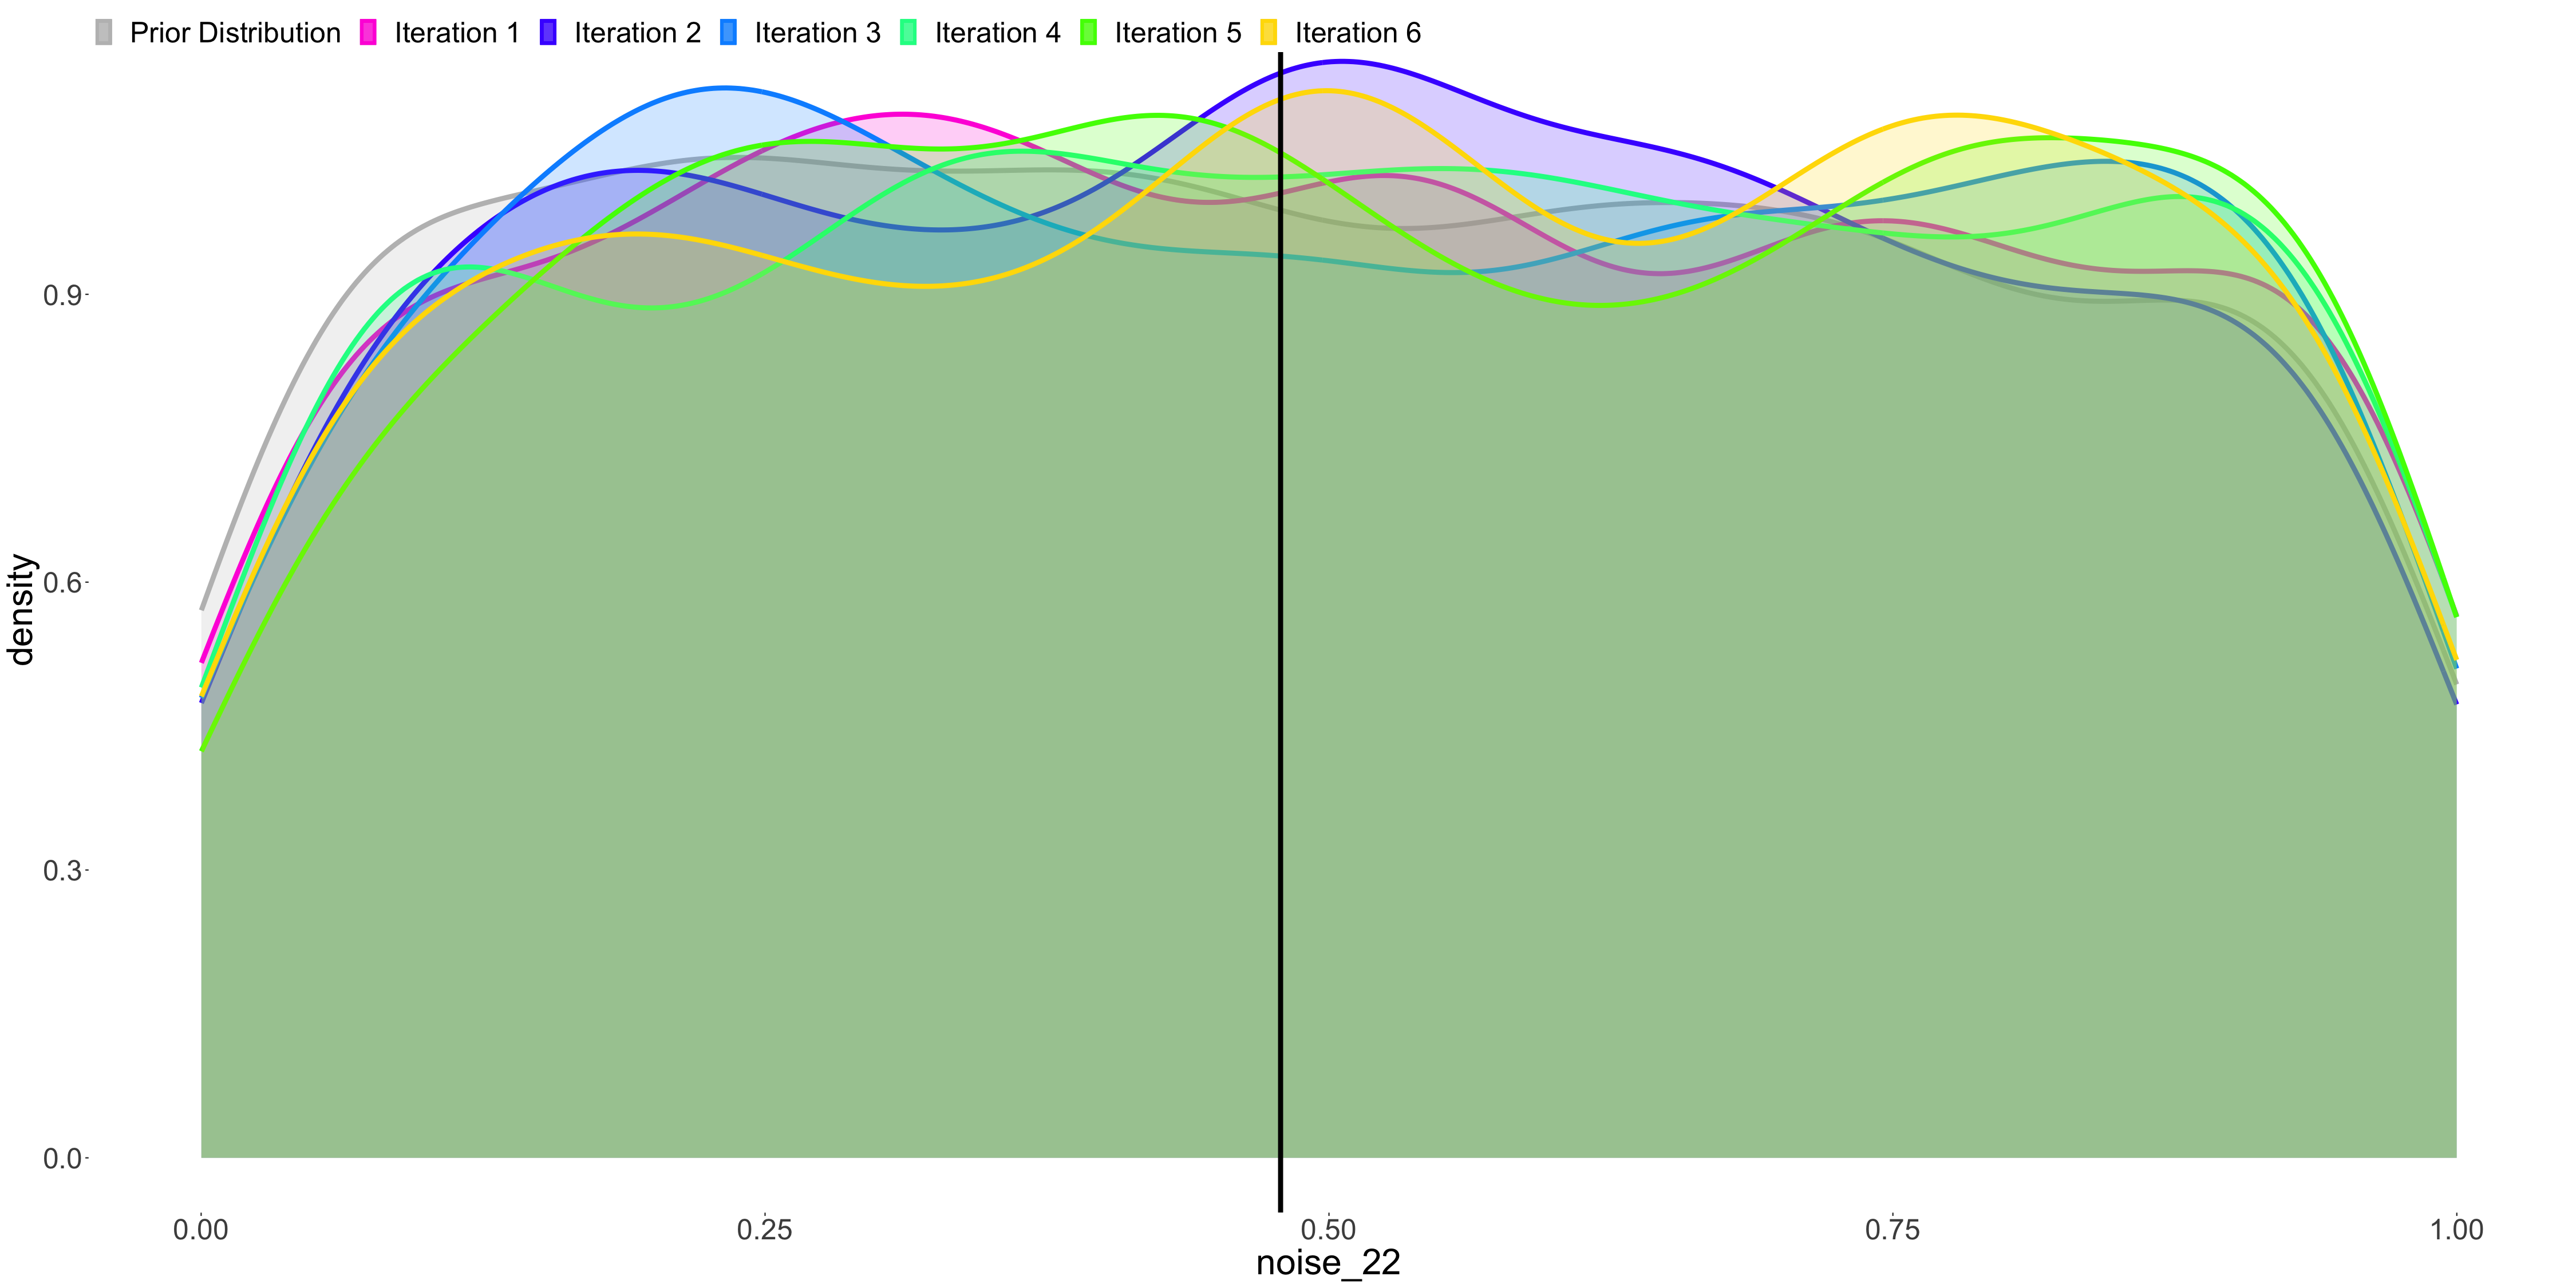 Prior Distribution Iteration 1 Iteration 2 Iteration 3 Iteration 4 Iteration 5 Iteration 6
density
0.9
0.6
0.3
0.0
0.00 0.25 0.50 0.75 1.00
noise_22